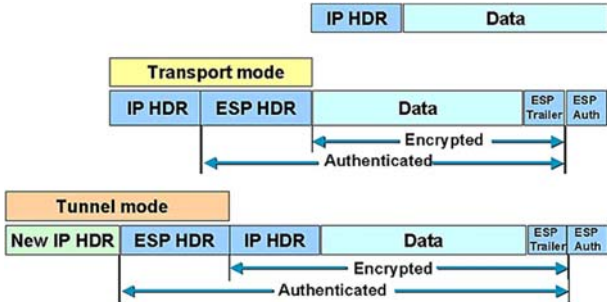 IP HDR Data
Transport mode
IP HDR ESP HDR Data ESP Trailer ESP Auth
Encrypted
Authenticated
Tunnel mode
New IP HDR ESP HDR IP HDR Data ESP Trailer ESP Auth
Encrypted
Authenticated